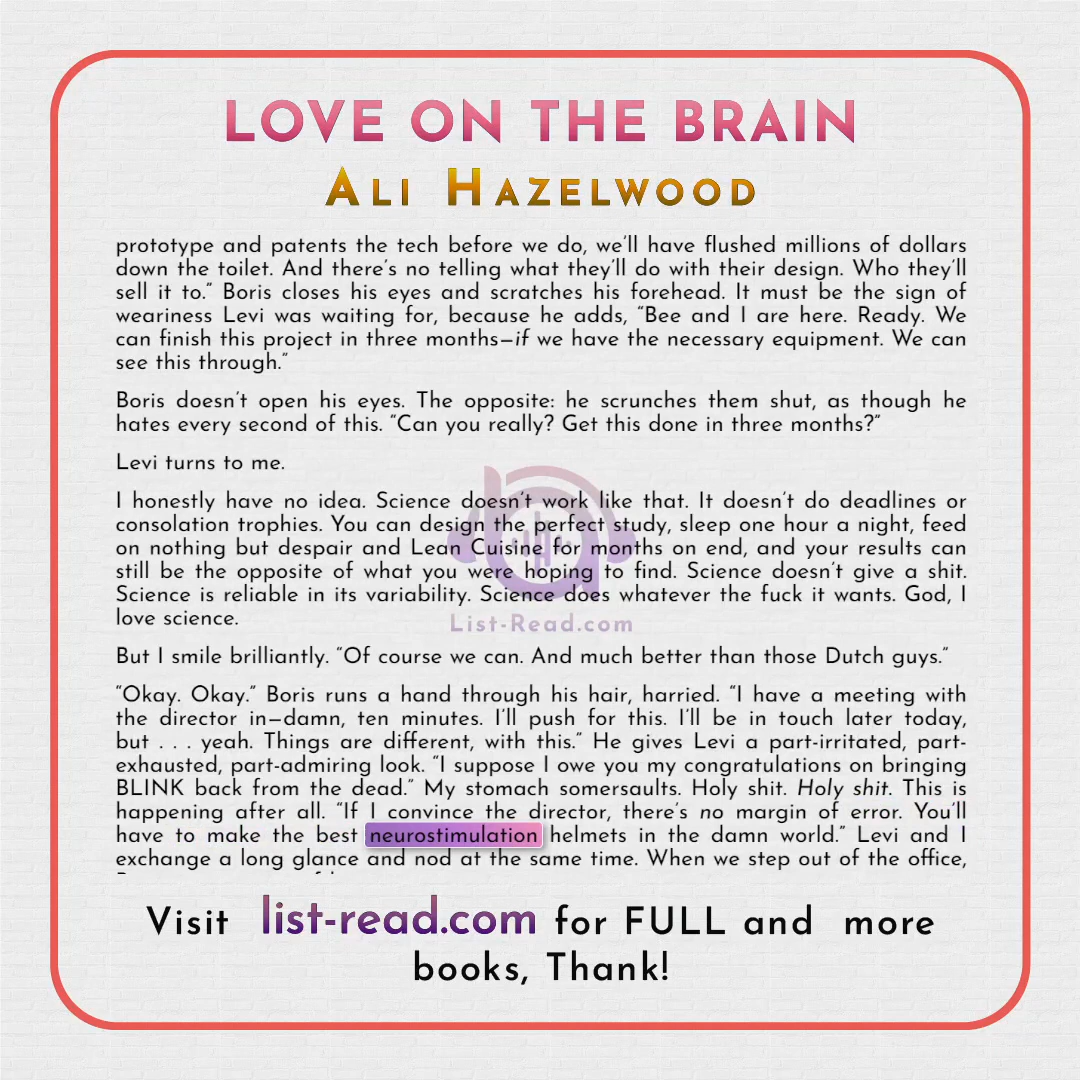 LOVE ON THE BRAIN
ALI HAZELWOOD
prototype and patents the tech before we do, we'll have flushed millions of dollars
down the toilet. And there's no telling what they'll do with their design. Who they'll
sell it to.” Boris closes his eyes and scratches his forehead. It must be the sign of
weariness Levi was waiting for, because he adds, “Bee and I are here. Ready. We
can finish this project in three months—if we have the necessary equipment. We can
see this through.”
Boris doesn't open his eyes. The opposite: he scrunches them shut, as though he
hates every second of this. “Can you really? Get this done in three months?”
Levi turns to me.
I honestly have no idea. Science doesn't work like that. It doesn't do deadlines or
consolation trophies. You can design the perfect study, sleep one hour a night, feed
on nothing but despair and Lean Cuisine for months on end, and your results can
still be the opposite of what you were hoping to find. Science doesn't give a shit.
Science is reliable in its variability. Science does whatever the fuck it wants. God, I
love science.
List-Read.com
But I smile brilliantly. “Of course we can. And much better than those Dutch guys.”
“Okay. Okay.” Boris runs a hand through his hair, harried. “I have a meeting with
the director in—damn, ten minutes. I'll push for this. I'll be in touch later today,
but . . . yeah. Things are different, with this.” He gives Levi a part-irritated, part-
exhausted, part-admiring look. “I suppose I owe you my congratulations on bringing
BLINK back from the dead.” My stomach somersaults. Holy shit. Holy shit. This is
happening after all. “If I convince the director, there's no margin of error. You'll
have to make the best neurostimulation helmets in the damn world.” Levi and I
exchange a long glance and nod at the same time. When we step out of the office,
Visit list-read.com for FULL and more
books, Thank!